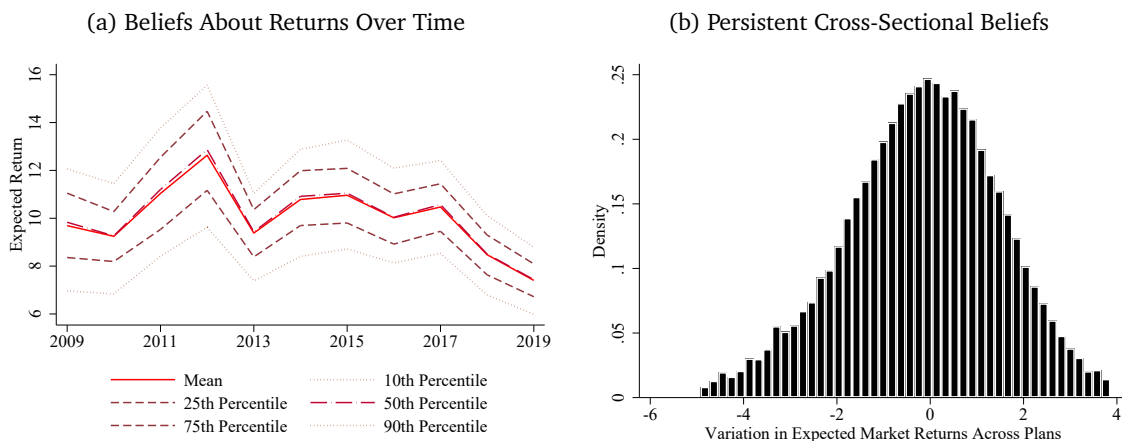 (a) Beliefs About Returns Over Time
Expected Return
16
14
12
10
8
6
2009 2011 2013 2015 2017 2019
Mean 10th Percentile
25th Percentile 50th Percentile
75th Percentile 90th Percentile
(b) Persistent Cross-Sectional Beliefs
Density
.25
.2
.15
.1
.05
0
-6 -4 -2 0 2 4
Variation in Expected Market Returns Across Plans